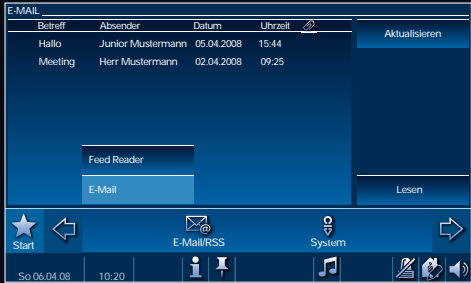 E-MAIL
Betreff Absender Datum Uhrzeit
Aktualisieren
Hallo Junior Mustermann 05.04.2008 15:44
Meeting Herr Mustermann 02.04.2008 09:25
Feed Reader
E-Mail
Lesen
Start E-Mail/RSS System
So 06.04.08 10:20